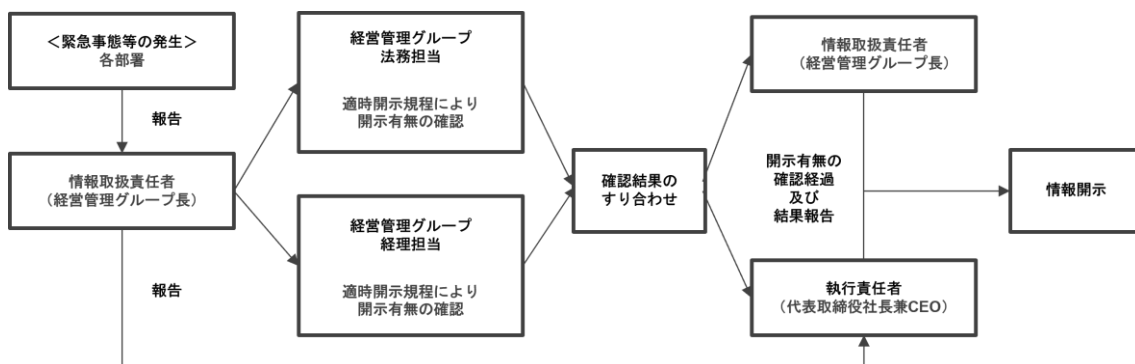 ＜緊急事態等の発生＞
各部署
報告
情報取扱責任者
（経営管理グループ長）
報告
経営管理グループ
法務担当
適時開示規程により
開示有無の確認
経営管理グループ
経理担当
適時開示規程により
開示有無の確認
確認結果の
すり合わせ
情報取扱責任者
（経営管理グループ長）
開示有無の
確認経過
及び
結果報告
執行責任者
（代表取締役社長兼CEO）
情報開示